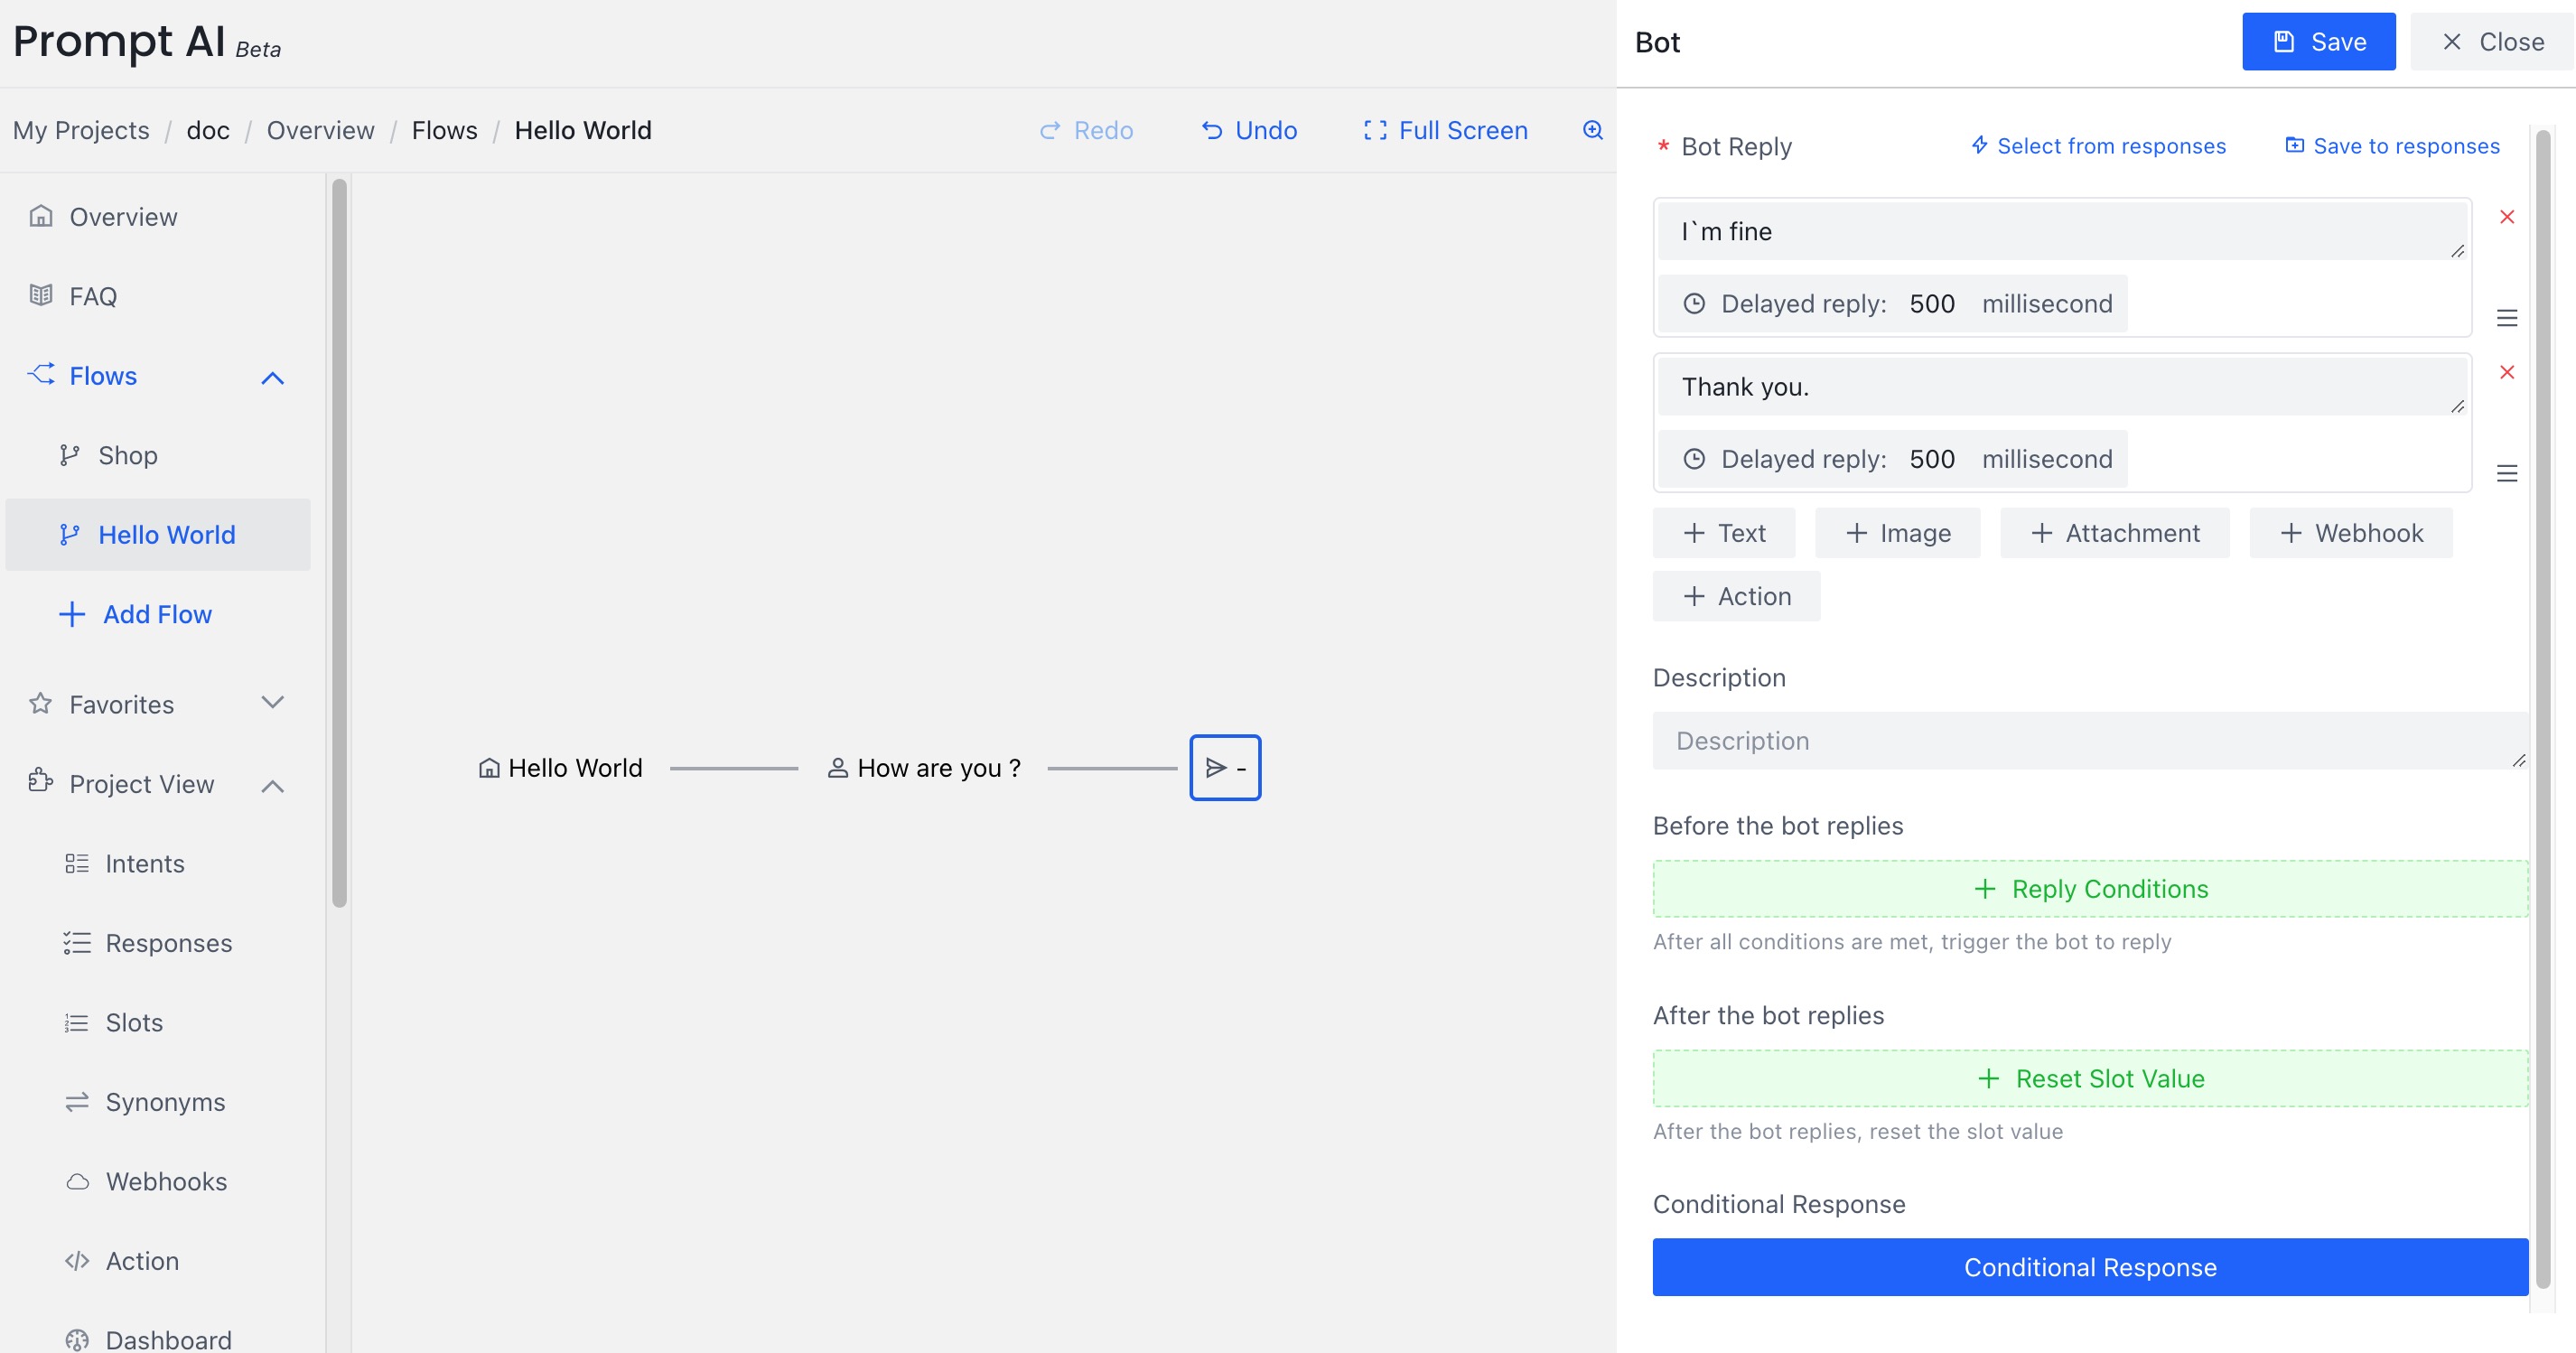 Prompt AI Beta
My Projects / doc / Overview / Flows / Hello World
Redo
Undo
Full Screen
Overview
FAQ
Flows
Shop
Hello World
Add Flow
Favorites
Project View
Intents
Responses
Slots
Synonyms
Webhooks
Action
Dashboard
Hello World
How are you ?
-
Bot
Save
Close
* Bot Reply
Select from responses
Save to responses
I`m fine
Delayed reply: 500 millisecond
Thank you.
Delayed reply: 500 millisecond
+ Text
+ Image
+ Attachment
+ Webhook
+ Action
Description
Description
Before the bot replies
+ Reply Conditions
After all conditions are met, trigger the bot to reply
After the bot replies
+ Reset Slot Value
After the bot replies, reset the slot value
Conditional Response
Conditional Response